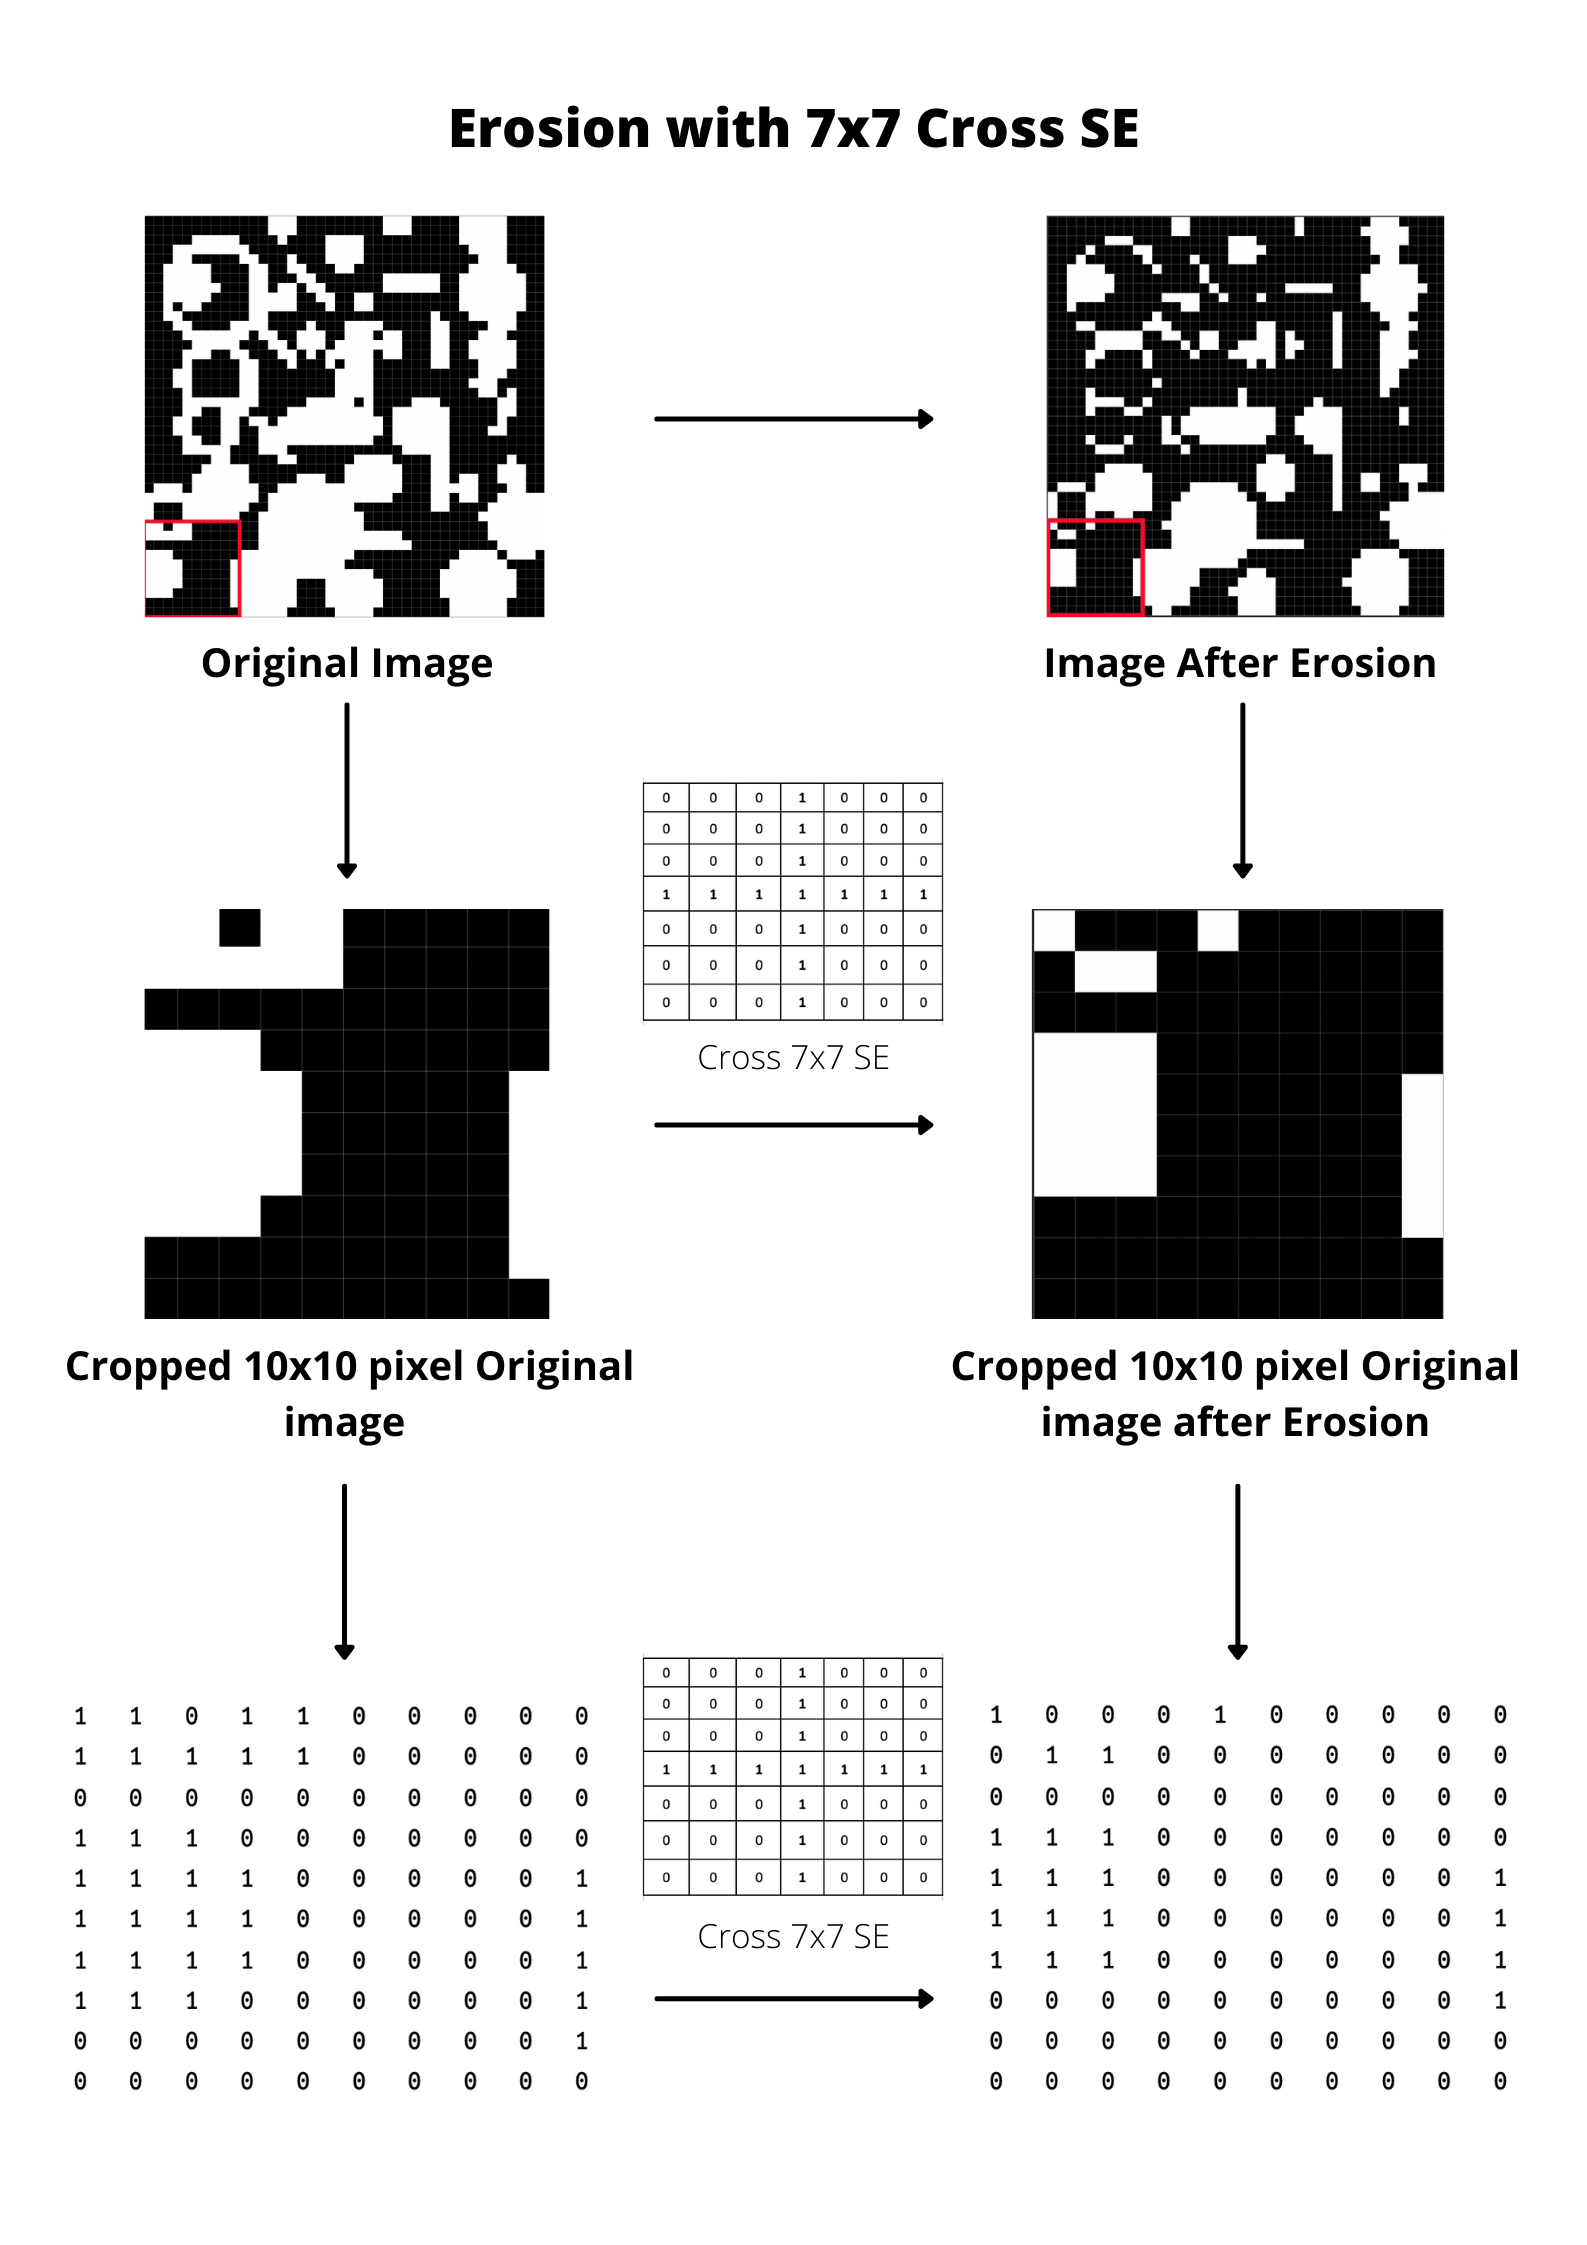 Erosion with 7x7 Cross SE
Original Image
Image After Erosion
0 0 0 1 0 0 0
0 0 0 1 0 0 0
0 0 0 1 0 0 0
1 1 1 1 1 1 1
0 0 0 1 0 0 0
0 0 0 1 0 0 0
0 0 0 1 0 0 0
Cross 7x7 SE
Cropped 10x10 pixel Original
image
Cropped 10x10 pixel Original
image after Erosion
1 1 0 1 1 0 0 0 0 0
1 1 1 1 1 0 0 0 0 0
0 0 0 0 0 0 0 0 0 0
1 1 1 0 0 0 0 0 0 0
1 1 1 1 0 0 0 0 0 1
1 1 1 1 0 0 0 0 0 1
1 1 1 1 0 0 0 0 0 1
1 1 1 0 0 0 0 0 0 1
0 0 0 0 0 0 0 0 0 1
0 0 0 0 0 0 0 0 0 0
0 0 0 1 0 0 0
0 0 0 1 0 0 0
0 0 0 1 0 0 0
1 1 1 1 1 1 1
0 0 0 1 0 0 0
0 0 0 1 0 0 0
0 0 0 1 0 0 0
Cross 7x7 SE
1 0 0 0 1 0 0 0 0 0
0 1 1 0 0 0 0 0 0 0
0 0 0 0 0 0 0 0 0 0
1 1 1 0 0 0 0 0 0 0
1 1 1 0 0 0 0 0 0 1
1 1 1 0 0 0 0 0 0 1
1 1 1 0 0 0 0 0 0 1
0 0 0 0 0 0 0 0 0 1
0 0 0 0 0 0 0 0 0 0
0 0 0 0 0 0 0 0 0 0